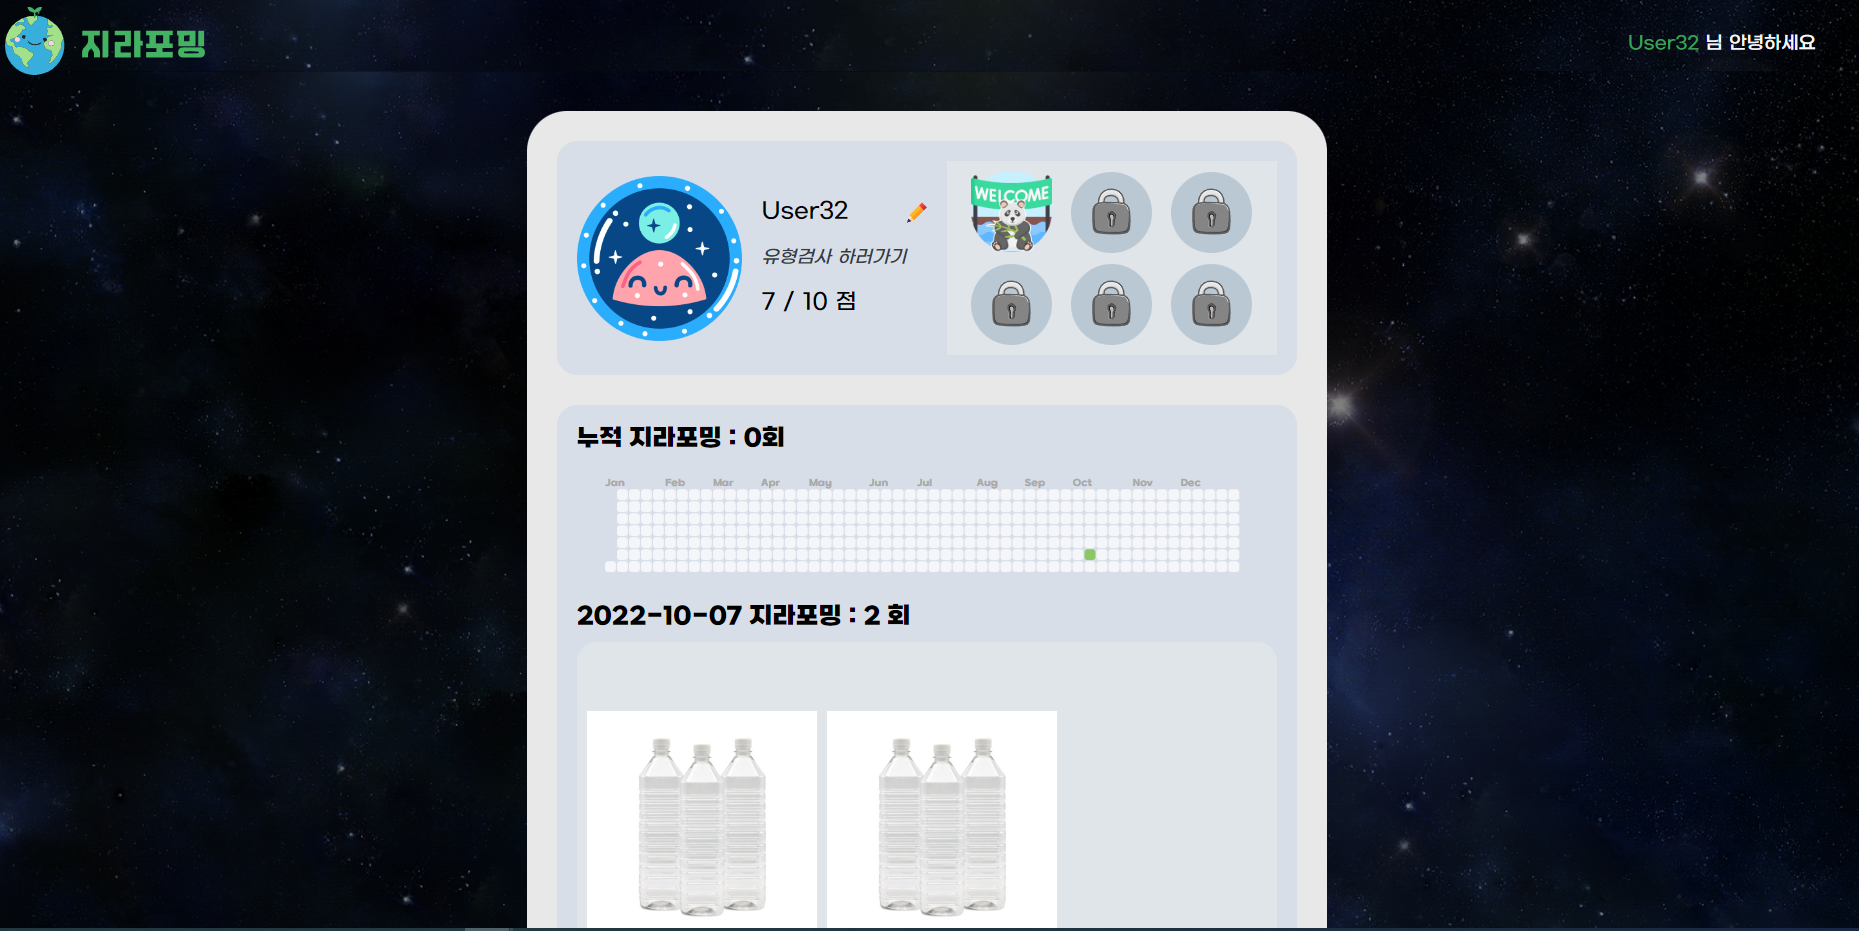 지라포밍
User32 님 안녕하세요
User32
유형검사 하러가기
7 / 10 점
WELCOME
누적 지라포밍 : 0회
Jan Feb Mar Apr May Jun Jul Aug Sep Oct Nov Dec
2022-10-07 지라포밍 : 2 회